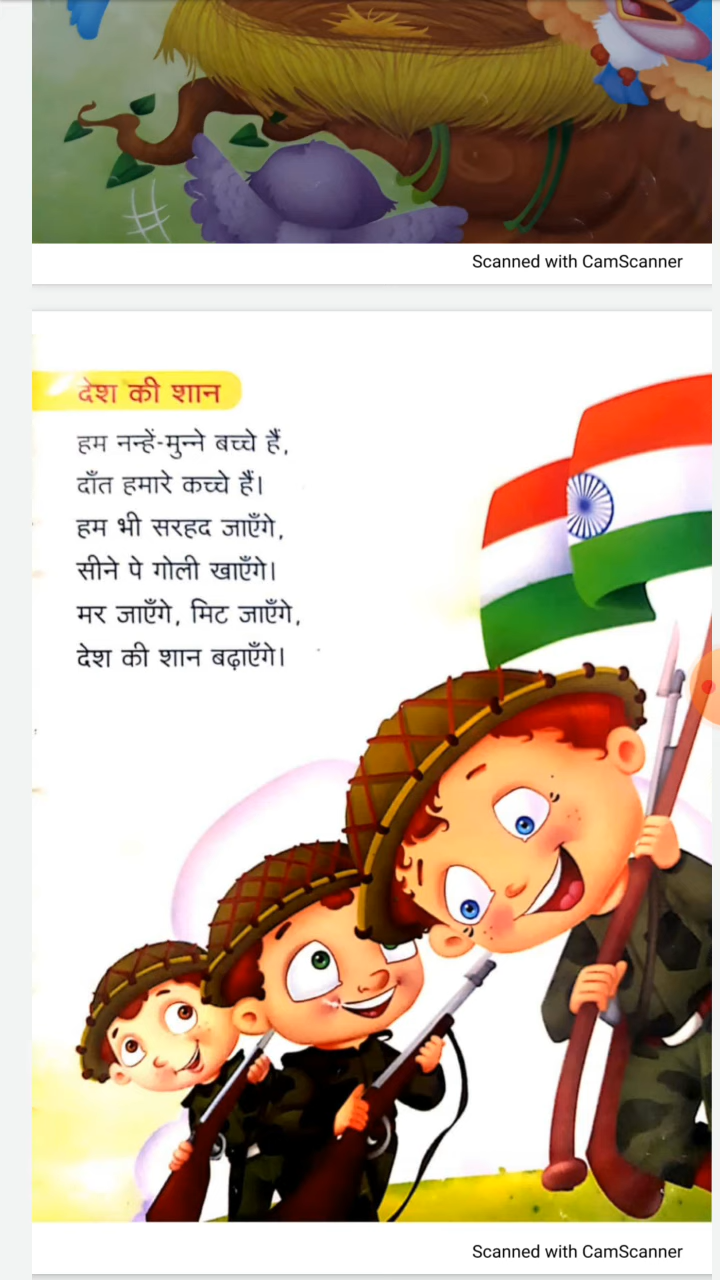 Scanned with CamScanner
देश की शान
हम नन्हें-मुन्ने बच्चे हैं,
दाँत हमारे कच्चे हैं।
हम भी सरहद जाएँगे,
सीने पे गोली खाएँगे।
मर जाएँगे, मिट जाएँगे,
देश की शान बढ़ाएँगे।
Scanned with CamScanner